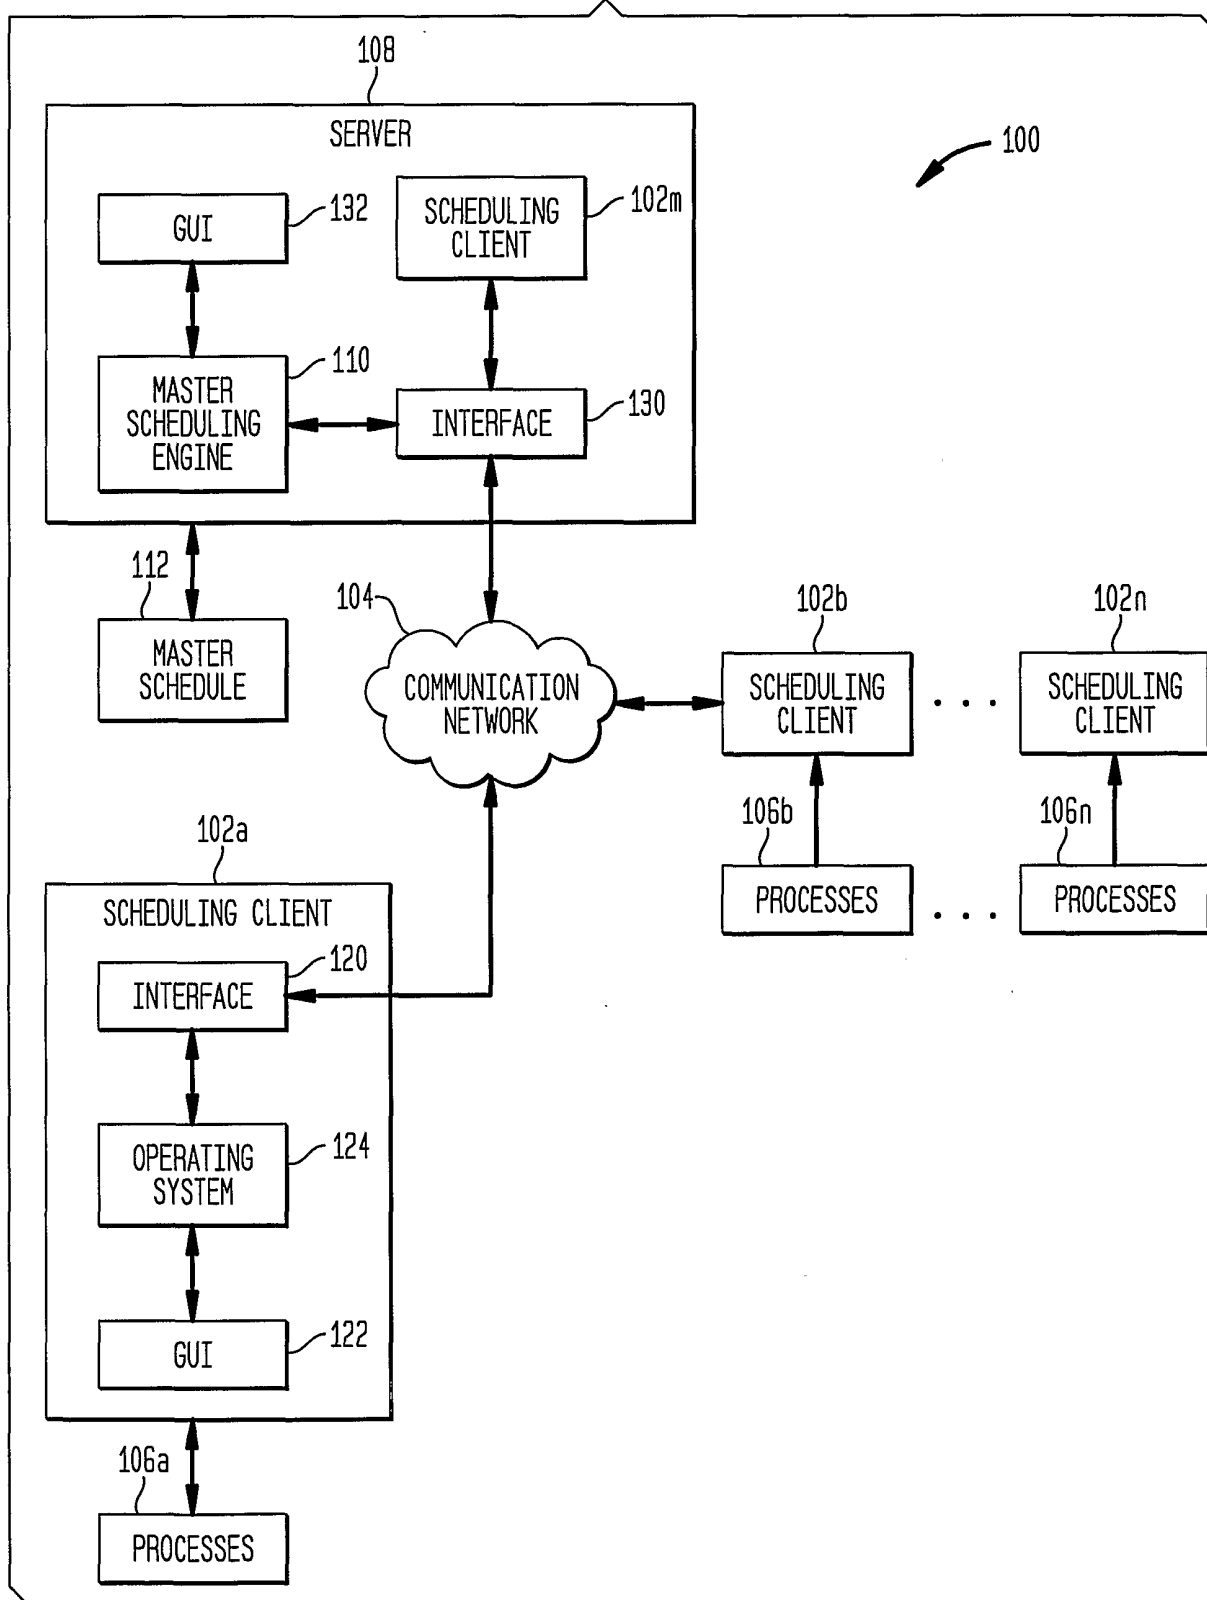 108
SERVER
100
GUI
132
SCHEDULING
CLIENT
102m
MASTER
SCHEDULING
ENGINE
110
INTERFACE
130
112
MASTER
SCHEDULE
104
COMMUNICATION
NETWORK
102b
SCHEDULING
CLIENT
. . .
102n
SCHEDULING
CLIENT
106b
PROCESSES
. . .
106n
PROCESSES
102a
SCHEDULING CLIENT
INTERFACE
120
OPERATING
SYSTEM
124
GUI
122
106a
PROCESSES